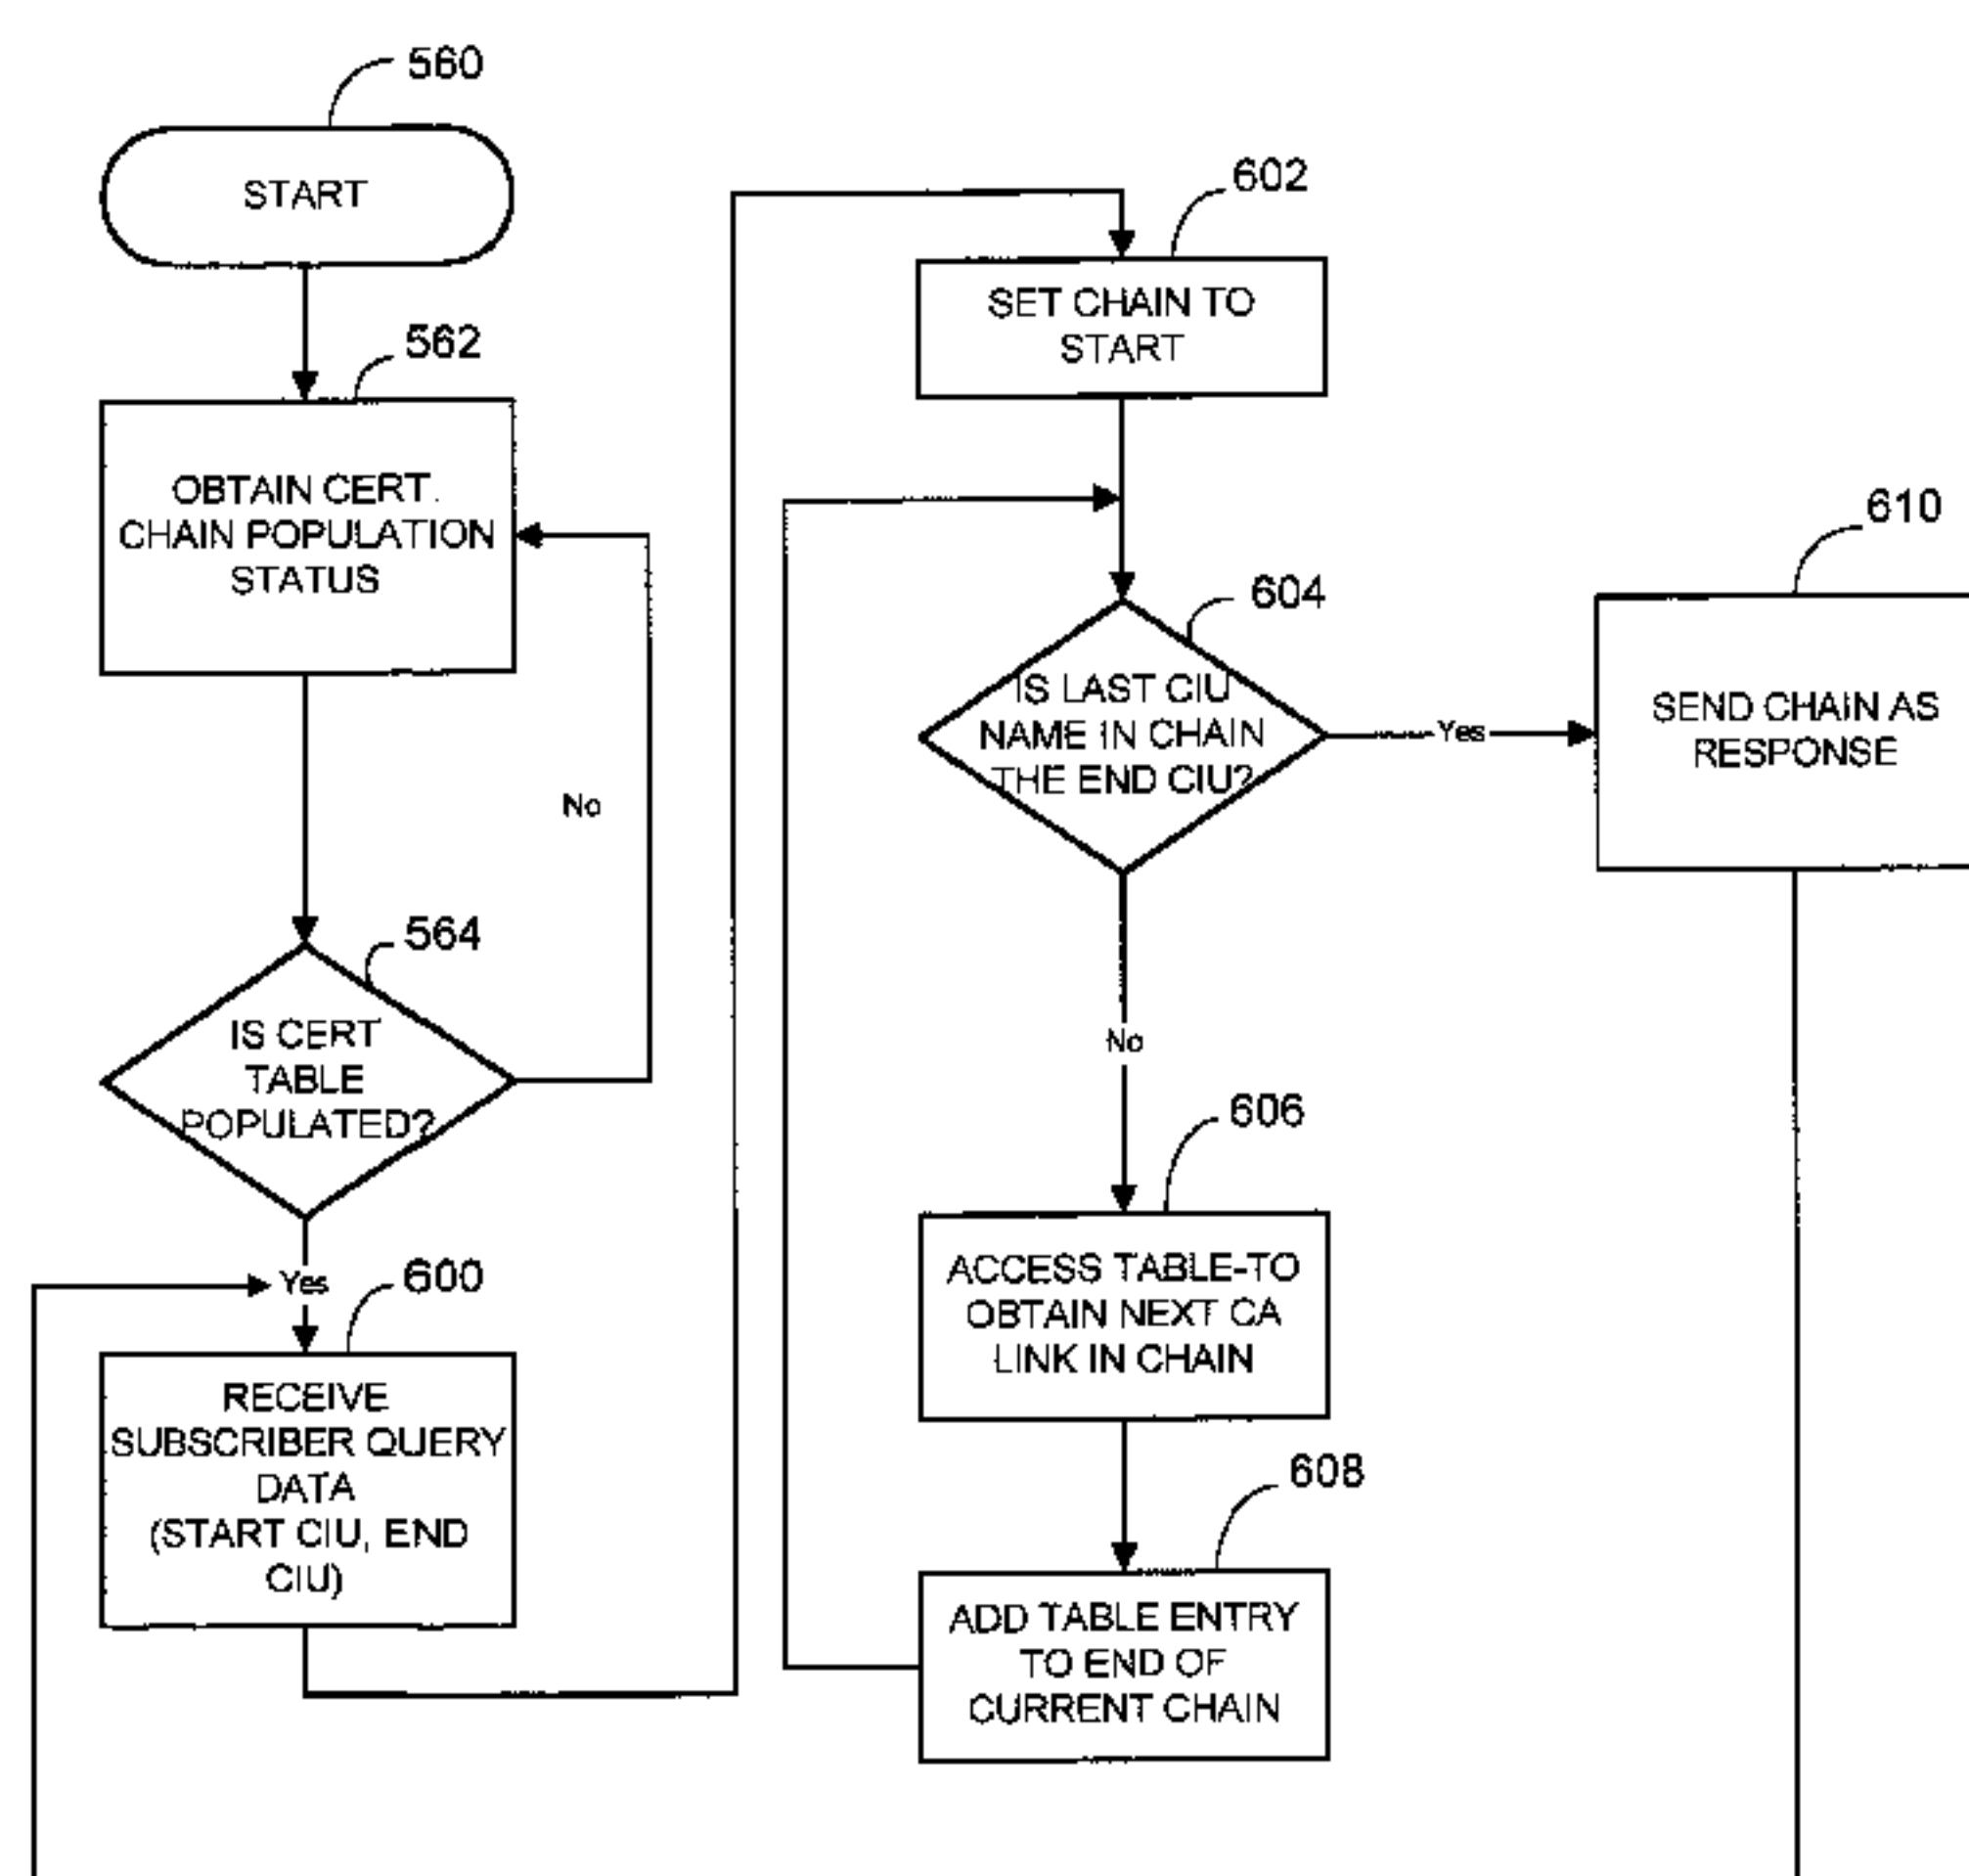 560
START
562
OBTAIN CERT.
CHAIN POPULATION
STATUS
No
564
IS CERT
TABLE
POPULATED?
Yes
600
RECEIVE
SUBSCRIBER QUERY
DATA
(START CIU, END
CIU)
602
SET CHAIN TO
START
604
IS LAST CIU
NAME IN CHAIN
THE END CIU?
Yes
No
606
ACCESS TABLE-TO
OBTAIN NEXT CA
LINK IN CHAIN
608
ADD TABLE ENTRY
TO END OF
CURRENT CHAIN
610
SEND CHAIN AS
RESPONSE